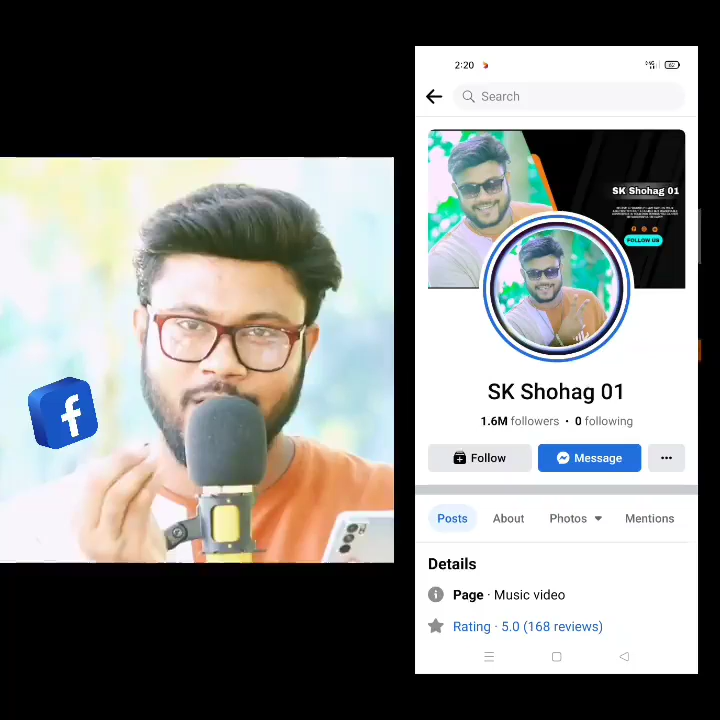 2:20
Search
SK Shohag 01
FOLLOW US
SK Shohag 01
1.6M followers • 0 following
Follow
Message
Posts
About
Photos
Mentions
Details
Page · Music video
Rating · 5.0 (168 reviews)